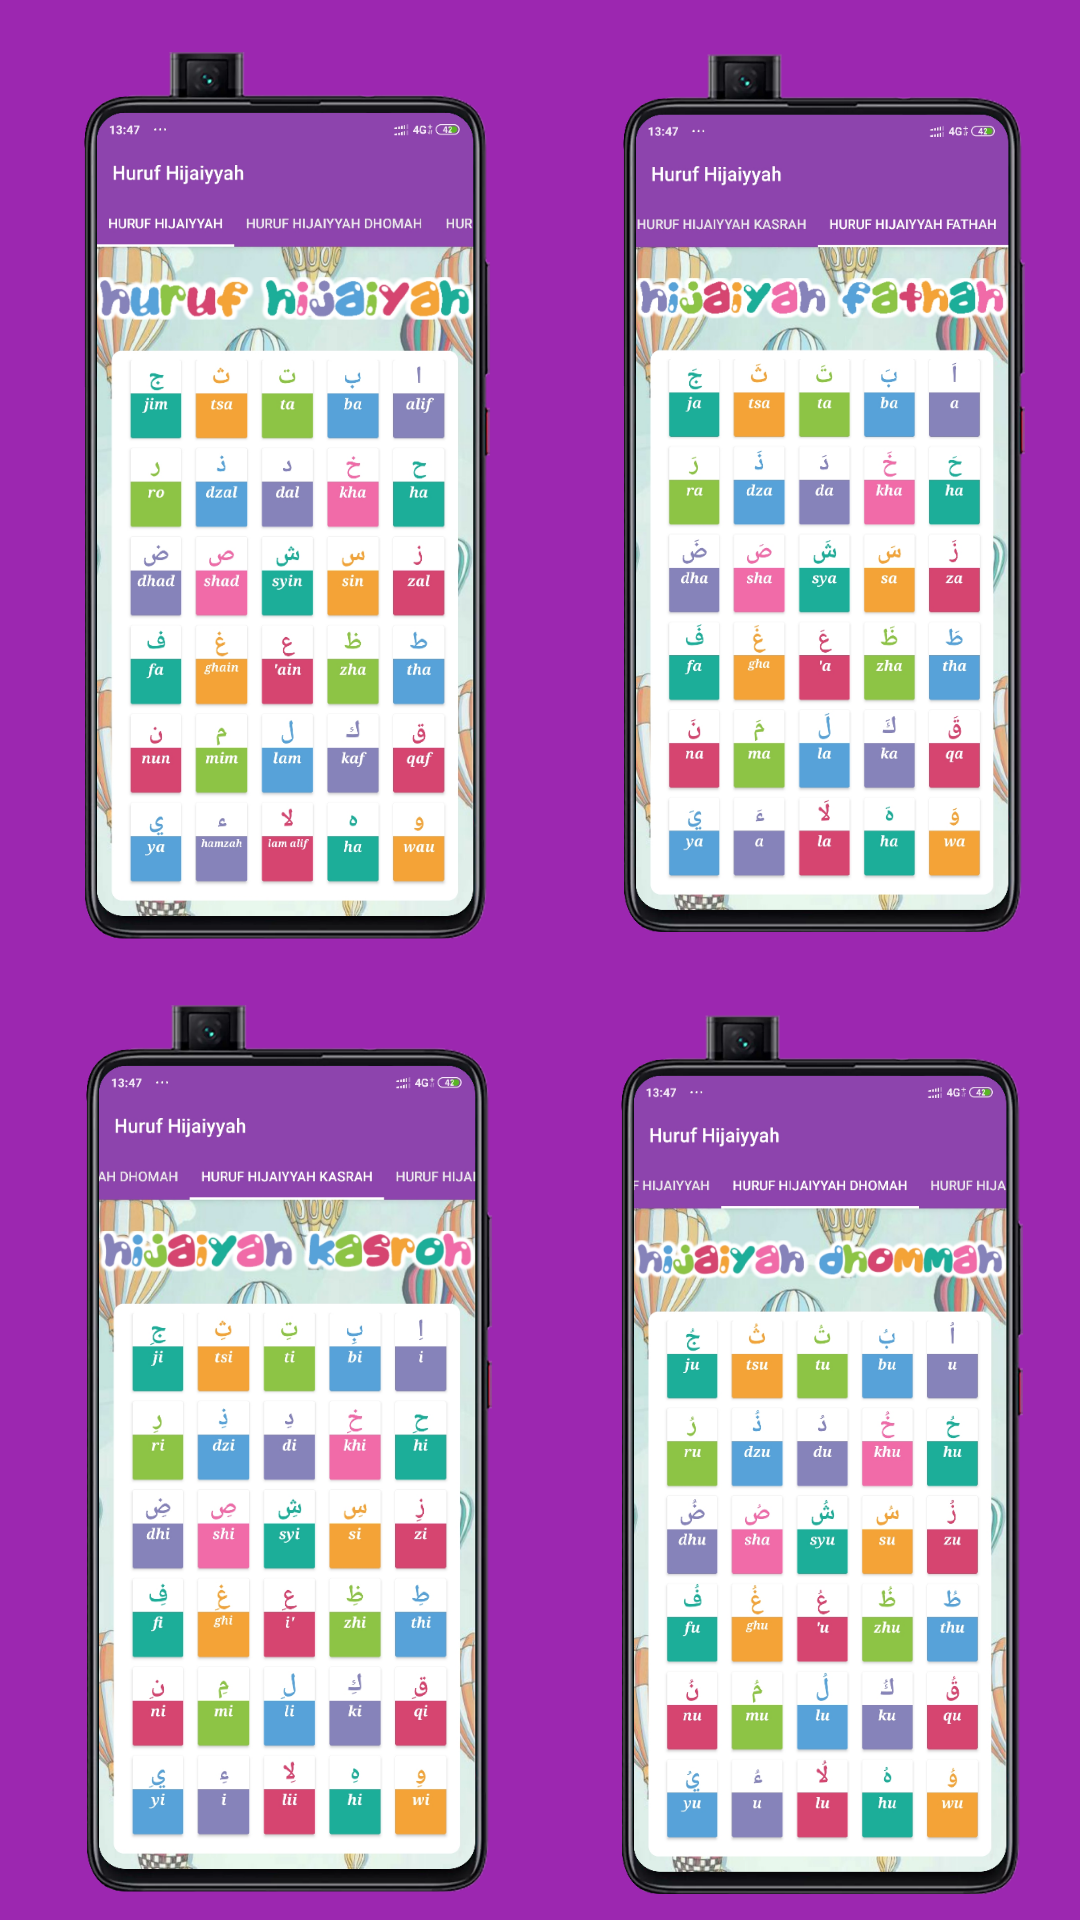 13:47 ... 4G 42
Huruf Hijaiyyah
HURUF HIJAIYYAH HURUF HIJAIYYAH DHOMAH HUR
huruf hijaiyah
ج ث ت ب ا
jim tsa ta ba alif
ر ذ د خ ح
ro dzal dal kha ha
ض ص ش س ز
dhad shad syin sin zal
ف غ ع ظ ط
fa ghain 'ain zha tha
ن م ل ك ق
nun mim lam kaf qaf
ي ء لا ه و
ya hamzah lam alif ha wau
13:47 ... 4G 42
Huruf Hijaiyyah
HURUF HIJAIYYAH KASRAH HURUF HIJAIYYAH FATHAH
hijaiyah fathah
جَ ثَ تَ بَ اَ
ja tsa ta ba a
رَ ذَ دَ خَ حَ
ra dza da kha ha
ضَ صَ شَ سَ زَ
dha sha sya sa za
فَ غَ عَ ظَ طَ
fa gha 'a zha tha
نَ مَ لَ كَ قَ
na ma la ka qa
يَ ءَ لَا هَ وَ
ya a la ha wa
13:47 ... 4G 42
Huruf Hijaiyyah
AH DHOMAH HURUF HIJAIYYAH KASRAH HURUF HIJAI
hijaiyah kasroh
جِ ثِ تِ بِ اِ
ji tsi ti bi i
رِ ذِ دِ خِ حِ
ri dzi di khi hi
ضِ صِ شِ سِ زِ
dhi shi syi si zi
فِ غِ عِ ظِ طِ
fi ghi i' zhi thi
نِ مِ لِ كِ قِ
ni mi li ki qi
يِ ءِ لِا هِ وِ
yi i lii hi wi
13:47 ... 4G 42
Huruf Hijaiyyah
F HIJAIYYAH HURUF HIJAIYYAH DHOMAH HURUF HIJA
hijaiyah dhommah
جُ ثُ تُ بُ اُ
ju tsu tu bu u
رُ ذُ دُ خُ حُ
ru dzu du khu hu
ضُ صُ شُ سُ زُ
dhu sha syu su zu
فُ غُ عُ ظُ طُ
fu ghu 'u zhu thu
نُ مُ لُ كُ قُ
nu mu lu ku qu
يُ ءُ لُا هُ وُ
yu u lu hu wu